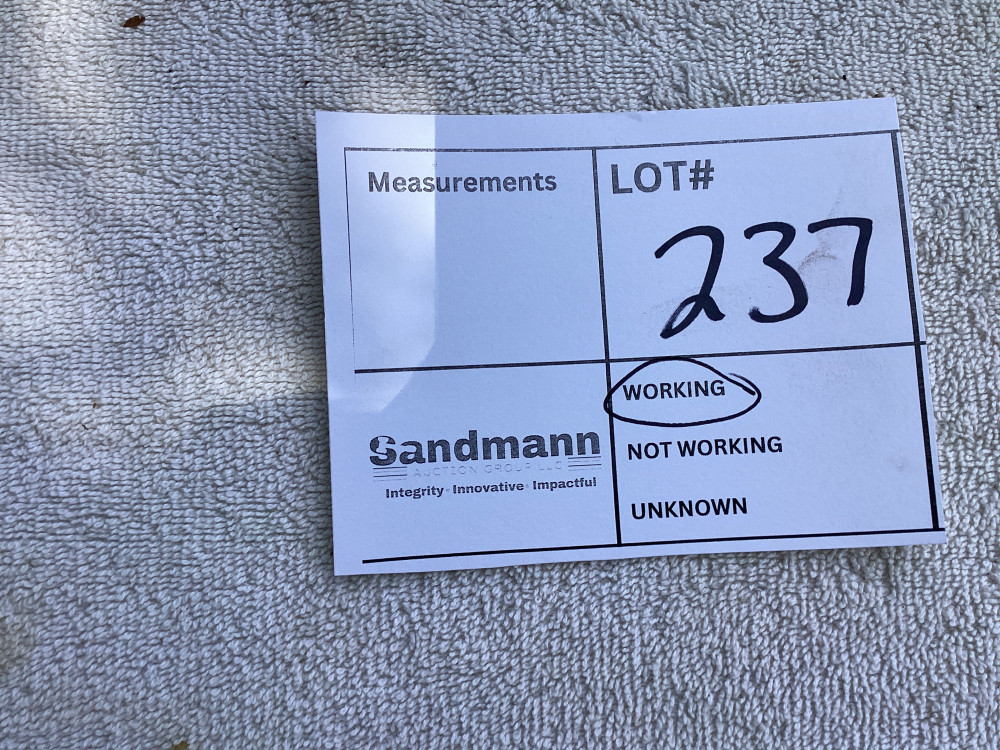 Measurements
LOT#
237
WORKING
NOT WORKING
UNKNOWN
Sandmann
AUCTION GROUP LLC
Integrity · Innovative · Impactful